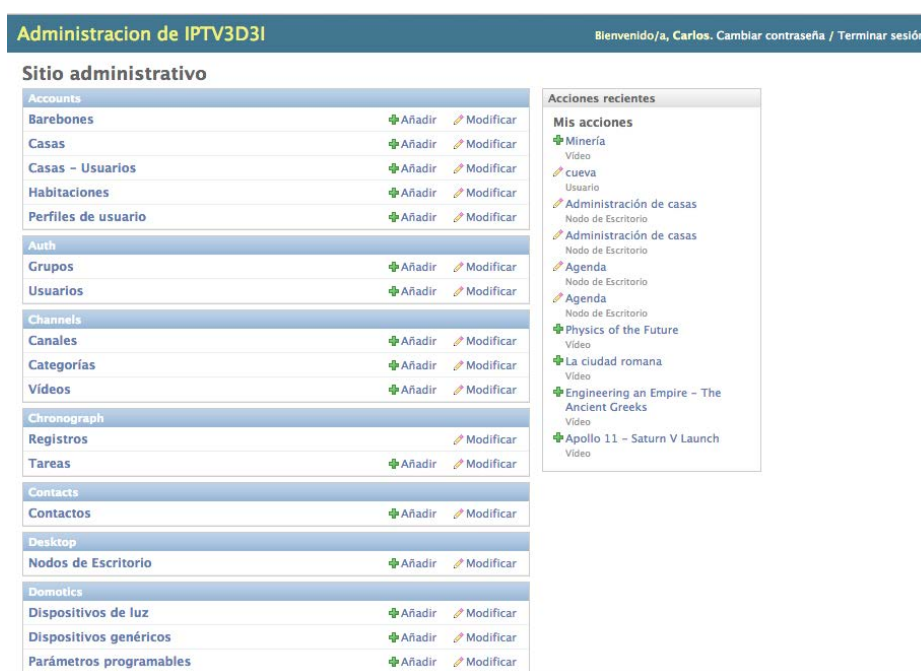 Administracion de IPTV3D3I
Bienvenido/a, Carlos. Cambiar contraseña / Terminar sesión
Sitio administrativo
Accounts
Barebones Añadir Modificar
Casas Añadir Modificar
Casas - Usuarios Añadir Modificar
Habitaciones Añadir Modificar
Perfiles de usuario Añadir Modificar
Auth
Grupos Añadir Modificar
Usuarios Añadir Modificar
Channels
Canales Añadir Modificar
Categorías Añadir Modificar
Vídeos Añadir Modificar
Chronograph
Registros Modificar
Tareas Añadir Modificar
Contacts
Contactos Añadir Modificar
Desktop
Nodos de Escritorio Añadir Modificar
Domotics
Dispositivos de luz Añadir Modificar
Dispositivos genéricos Añadir Modificar
Parámetros programables Añadir Modificar
Acciones recientes
Mis acciones
Minería
Vídeo
cueva
Usuario
Administración de casas
Nodo de Escritorio
Administración de casas
Nodo de Escritorio
Agenda
Nodo de Escritorio
Agenda
Nodo de Escritorio
Physics of the Future
Vídeo
La ciudad romana
Vídeo
Engineering an Empire - The
Ancient Greeks
Vídeo
Apollo 11 - Saturn V Launch
Vídeo